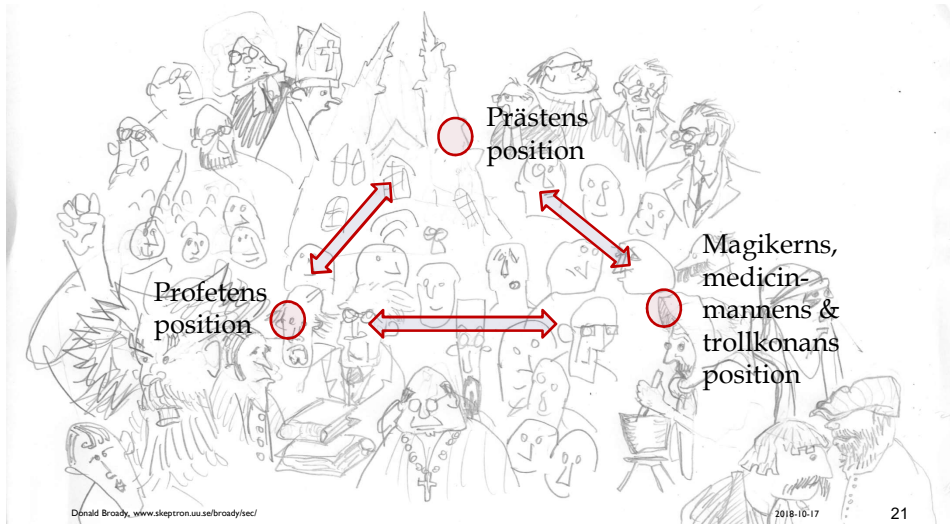 Prästens
position
Magikerns,
medicin-
mannens &
trollkonans
position
Profetens
position
Donald Broady, www.skeptron.uu.se/broady/sec/
2018-10-17
21